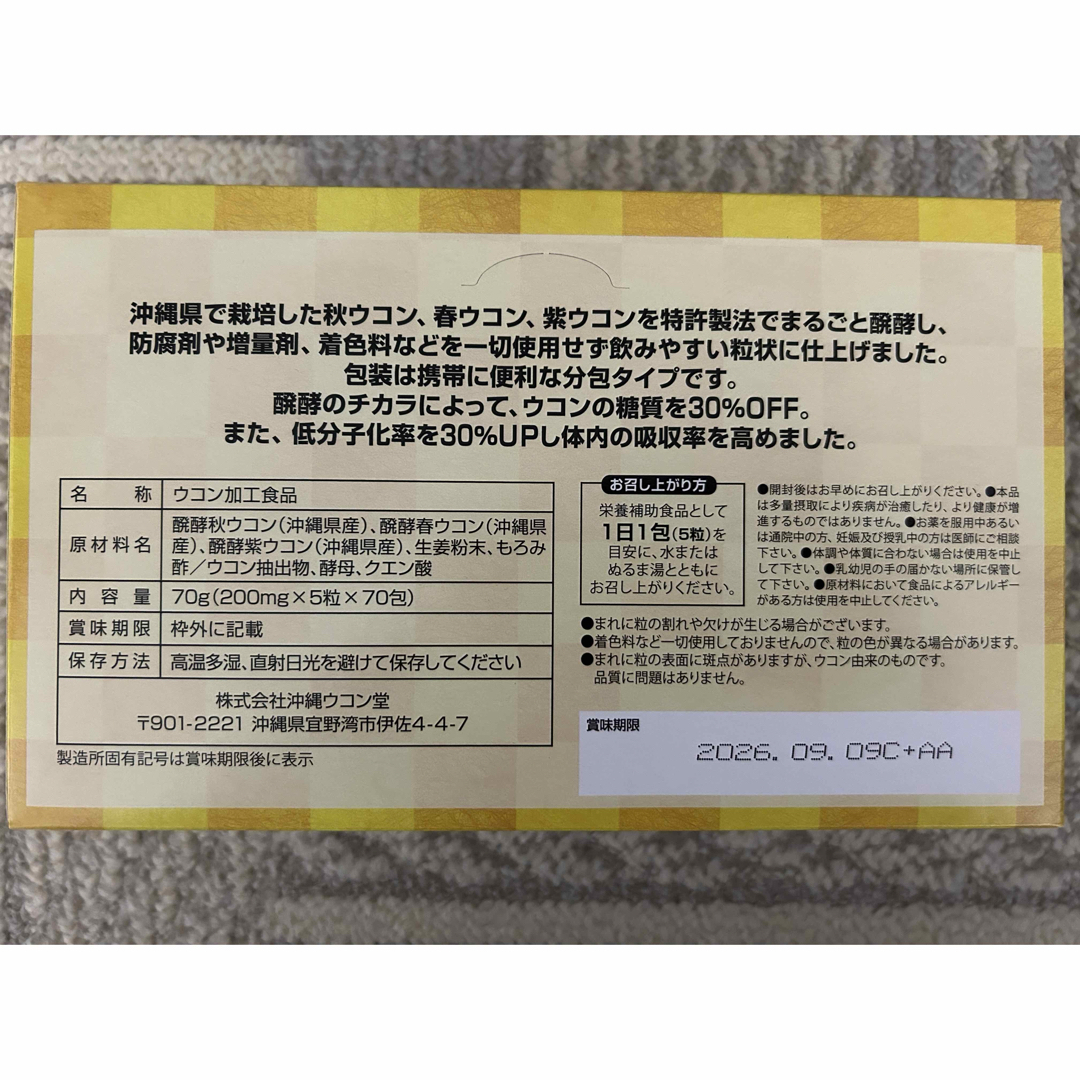 沖縄県で栽培した秋ウコン、春ウコン、紫ウコンを特許製法でまるごと醗酵し、
防腐剤や増量剤、着色料などを一切使用せず飲みやすい粒状に仕上げました。
包装は携帯に便利な分包タイプです。
醗酵のチカラによって、ウコンの糖質を30%OFF。
また、低分子化率を30%UPし体内の吸収率を高めました。
名称 ウコン加工食品
原材料名 醗酵秋ウコン(沖縄県産)、醗酵春ウコン(沖縄県
産)、醗酵紫ウコン(沖縄県産)、生姜粉末、もろみ
酢/ウコン抽出物、酵母、クエン酸
内容量 70g(200mg×5粒×70包)
賞味期限 枠外に記載
保存方法 高温多湿、直射日光を避けて保存してください
株式会社沖縄ウコン堂
〒901-2221 沖縄県宜野湾市伊佐4-4-7
製造所固有記号は賞味期限後に表示
お召し上がり方
栄養補助食品として
1日1包(5粒)を
目安に、水または
ぬるま湯とともに
お召し上がりください。
●開封後はお早めにお召し上がりください。●本品
は多量摂取により疾病が治癒したり、より健康が増
進するものではありません。●お薬を服用中あるい
は通院中の方、妊娠及び授乳中の方は医師にご相談
下さい。●体調や体質に合わない場合は使用を中止
して下さい。●乳幼児の手の届かない場所に保管し
て下さい。●原材料において食品によるアレルギー
がある方は使用を中止してください。
●まれに粒の割れや欠けが生じる場合がございます。
●着色料など一切使用しておりませんので、粒の色が異なる場合があります。
●まれに粒の表面に斑点がありますが、ウコン由来のものです。
品質に問題はありません。
賞味期限
2026.09.09C+AA